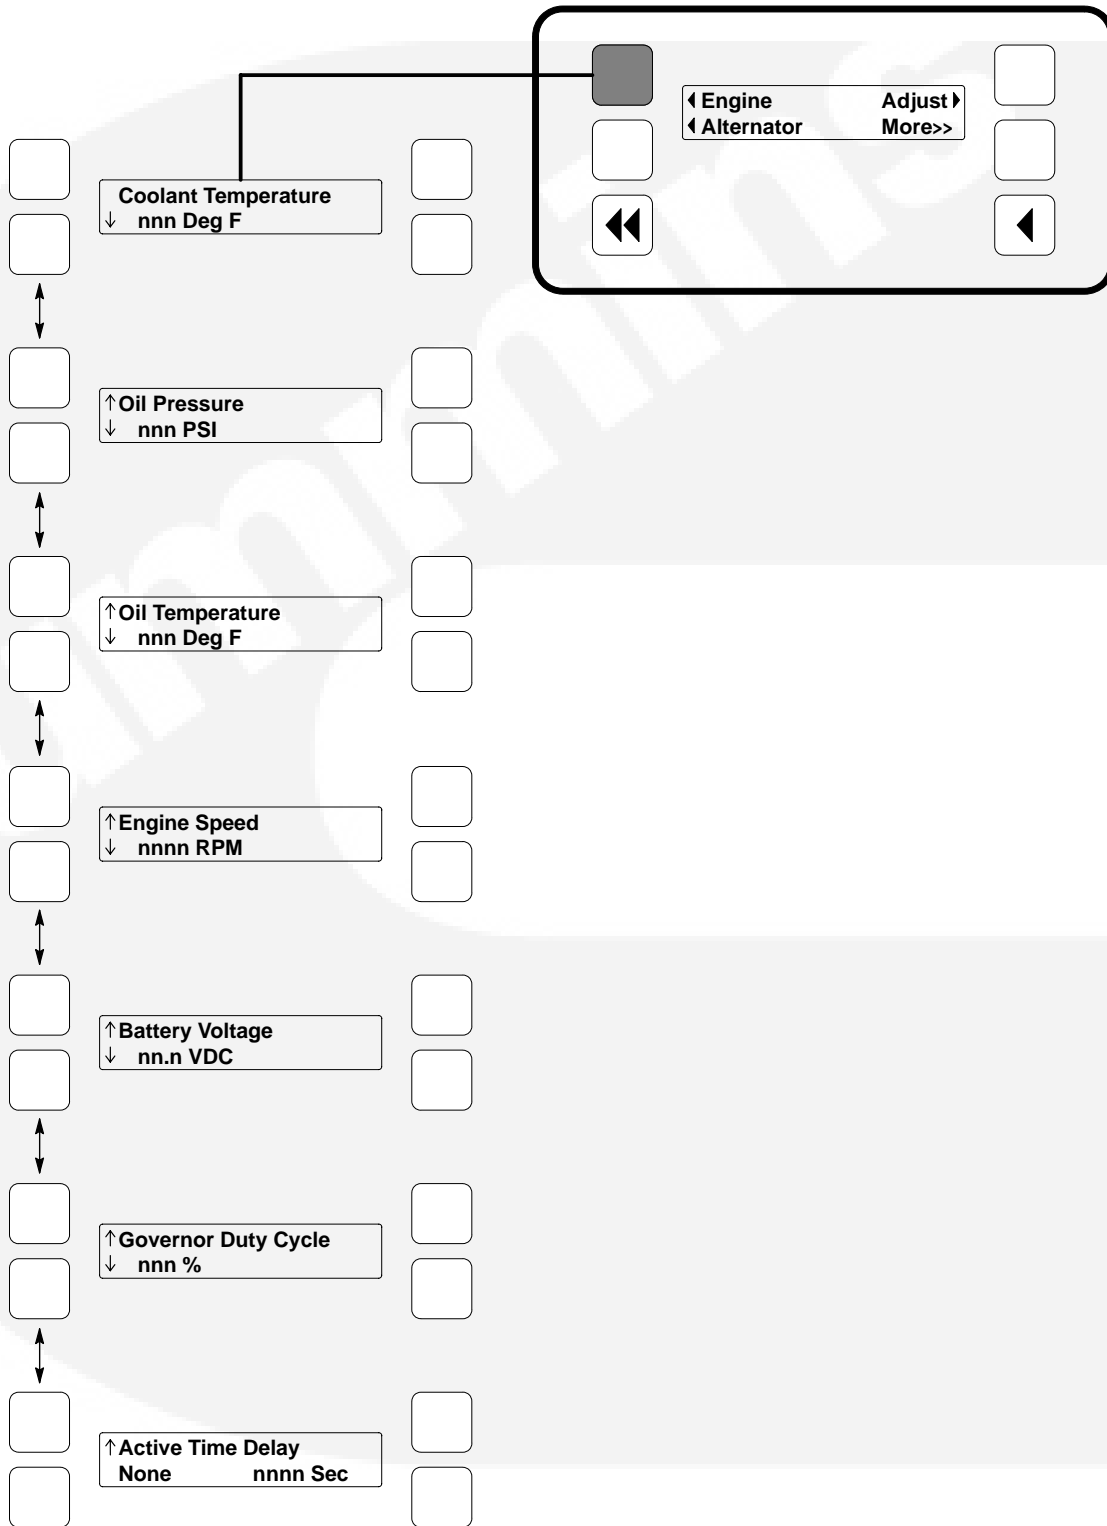 ◀ Engine Adjust ▶
◀ Alternator More>>
Coolant Temperature
↓ nnn Deg F
↑ Oil Pressure
↓ nnn PSI
↑ Oil Temperature
↓ nnn Deg F
↑ Engine Speed
↓ nnnn RPM
↑ Battery Voltage
↓ nn.n VDC
↑ Governor Duty Cycle
↓ nnn %
↑ Active Time Delay
None nnnn Sec